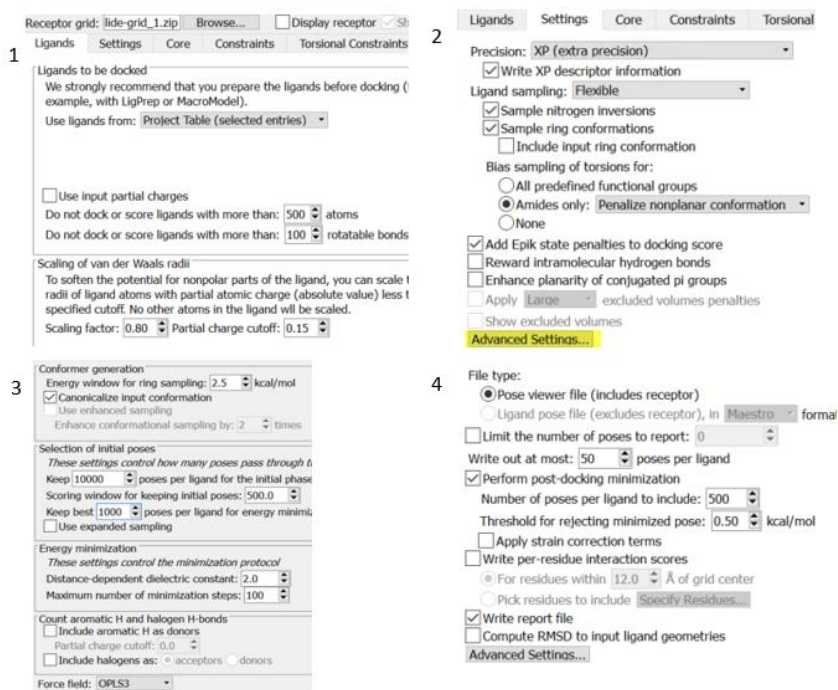 1
Receptor grid: lide-grid_1.zip Browse... Display receptor
Ligands Settings Core Constraints Torsional Constraints
Ligands to be docked
We strongly recommend that you prepare the ligands before docking
example, with LigPrep or MacroModel).
Use ligands from: Project Table (selected entries)
Use input partial charges
Do not dock or score ligands with more than: 500 atoms
Do not dock or score ligands with more than: 100 rotatable bonds
Scaling of van der Waals radii
To soften the potential for nonpolar parts of the ligand, you can scale
radii of ligand atoms with partial atomic charge (absolute value) less
specified cutoff. No other atoms in the ligand will be scaled.
Scaling factor: 0.80 Partial charge cutoff: 0.15
2
Ligands Settings Core Constraints Torsional
Precision: XP (extra precision)
Write XP descriptor information
Ligand sampling: Flexible
Sample nitrogen inversions
Sample ring conformations
Include input ring conformation
Bias sampling of torsions for:
All predefined functional groups
Amides only: Penalize nonplanar conformation
None
Add Epik state penalties to docking score
Reward intramolecular hydrogen bonds
Enhance planarity of conjugated pi groups
Apply Large excluded volumes penalties
Show excluded volumes
Advanced Settings...
3
Conformer generation
Energy window for ring sampling: 2.5 kcal/mol
Canonicalize input conformation
Use enhanced sampling
Enhance conformational sampling by: 2 times
Selection of initial poses
These settings control how many poses pass through
Keep 10000 poses per ligand for the initial phase
Scoring window for keeping initial poses: 500.0
Keep best 1000 poses per ligand for energy
Use expanded sampling
Energy minimization
These settings control the minimization protocol
Distance-dependent dielectric constant: 2.0
Maximum number of minimization steps: 100
Count aromatic H and halogen H-bonds
Include aromatic H as donors
Partial charge cutoff: 0.0
Include halogens as: acceptors donors
Force field: OPLS3
4
File type:
Pose viewer file (includes receptor)
Ligand pose file (excludes receptor), in Maestro format
Limit the number of poses to report: 0
Write out at most: 50 poses per ligand
Perform post-docking minimization
Number of poses per ligand to include: 500
Threshold for rejecting minimized pose: 0.50 kcal/mol
Apply strain correction terms
Write per-residue interaction scores
For residues within 12.0 Å of grid center
Pick residues to include Specify Residues...
Write report file
Compute RMSD to input ligand geometries
Advanced Settings...